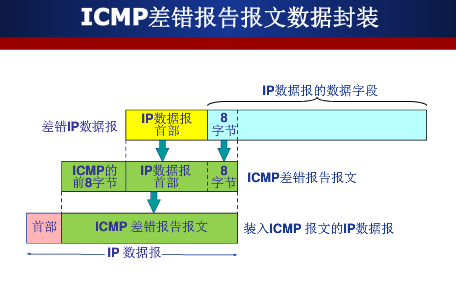 ICMP差错报告报文数据封装
IP数据报的数据字段
差错IP数据报
IP数据报
首部
8
字节
ICMP的
前8字节
IP数据报
首部
8
字节
ICMP差错报告报文
首部
ICMP 差错报告报文
装入ICMP 报文的IP数据报
IP 数据报